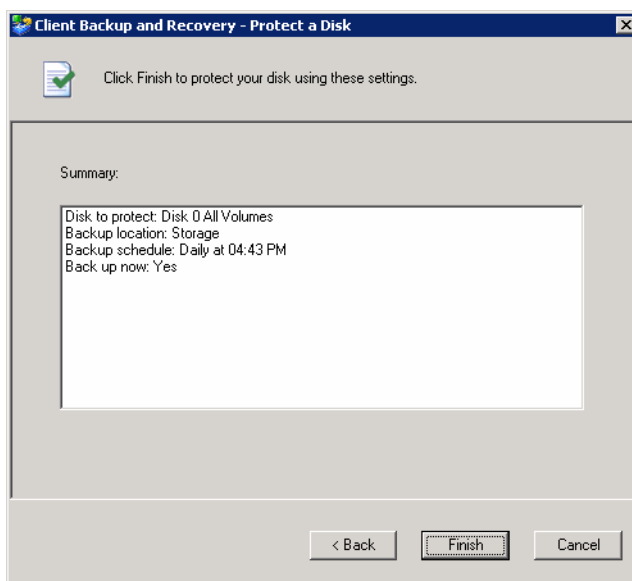 Client Backup and Recovery - Protect a Disk
Click Finish to protect your disk using these settings.
Summary:
Disk to protect: Disk 0 All Volumes
Backup location: Storage
Backup schedule: Daily at 04:43 PM
Back up now: Yes
< Back
Finish
Cancel